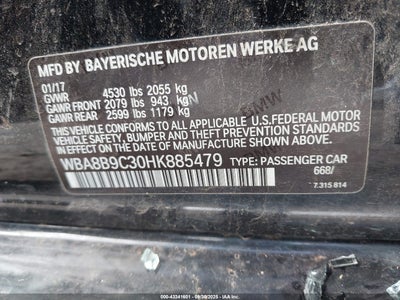 MFD BY BAYERISCHE MOTOREN WERKE AG
01/17
GVWR 4530 lbs 2055 kg
GAWR FRONT 2079 lbs 943 kg
GAWR REAR 2599 lbs 1179 kg
THIS VEHICLE CONFORMS TO ALL APPLICABLE U.S.FEDERAL MOTOR
VEHICLE SAFETY, BUMPER, AND THEFT PREVENTION STANDARDS
IN EFFECT ON THE DATE OF MANUFACTURE SHOWN ABOVE.
WBA8B9C30HK885479 TYPE: PASSENGER CAR
668/
7.315 814